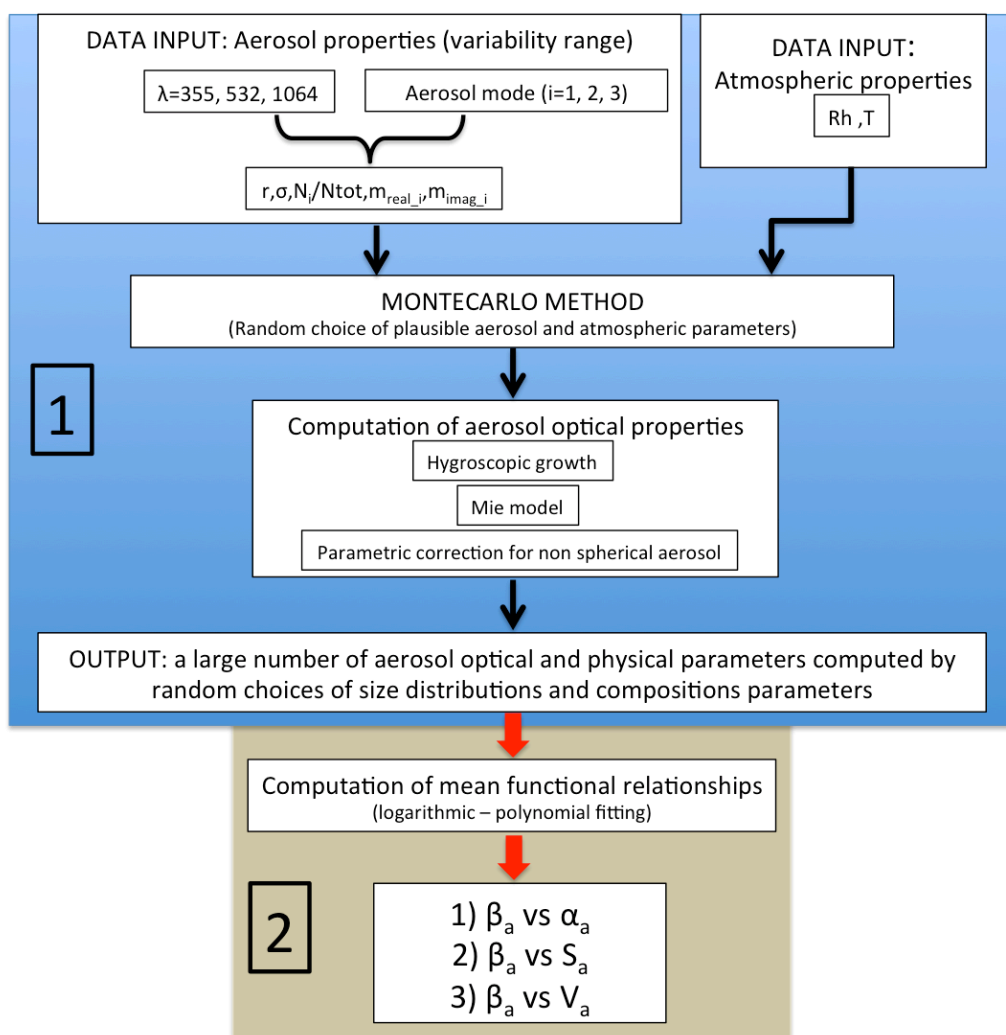 DATA INPUT: Aerosol properties (variability range)
λ=355, 532, 1064
Aerosol mode (i=1, 2, 3)
r,σ,Nᵢ/Ntot,m_real_i,m_imag_i
DATA INPUT:
Atmospheric properties
Rh ,T
MONTECARLO METHOD
(Random choice of plausible aerosol and atmospheric parameters)
1
Computation of aerosol optical properties
Hygroscopic growth
Mie model
Parametric correction for non spherical aerosol
OUTPUT: a large number of aerosol optical and physical parameters computed by
random choices of size distributions and compositions parameters
Computation of mean functional relationships
(logarithmic – polynomial fitting)
2
1) βₐ vs αₐ
2) βₐ vs Sₐ
3) βₐ vs Vₐ